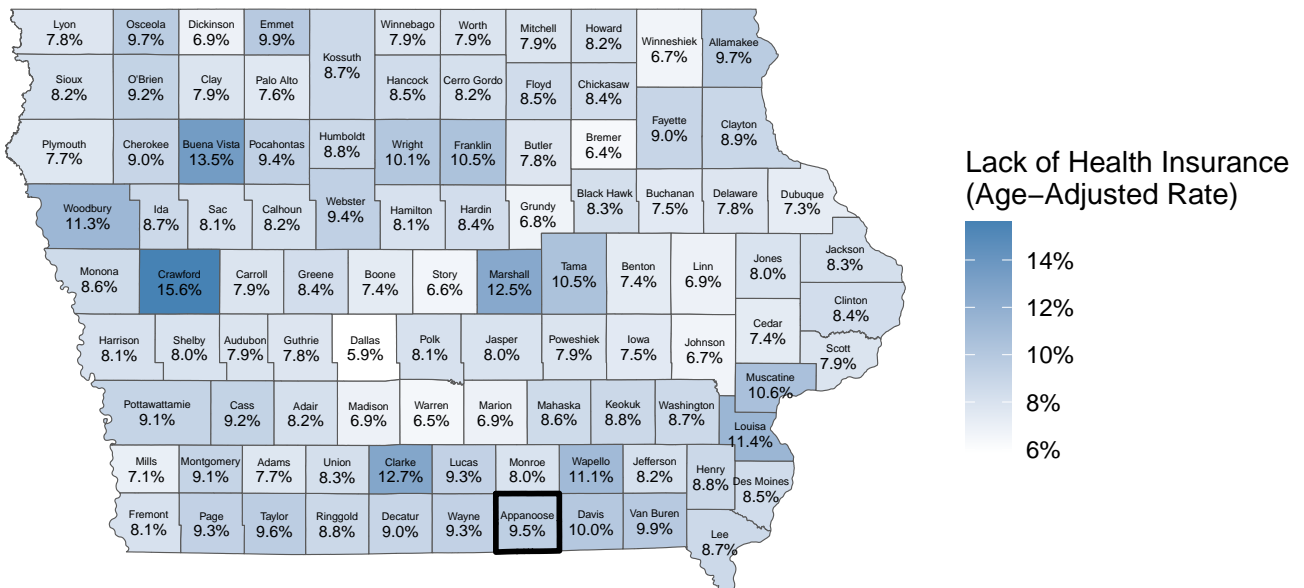 Lyon
7.8%
Osceola
9.7%
Dickinson
6.9%
Emmet
9.9%
Kossuth
8.7%
Winnebago
7.9%
Worth
7.9%
Mitchell
7.9%
Howard
8.2%
Winneshiek
6.7%
Allamakee
9.7%
Sioux
8.2%
O'Brien
9.2%
Clay
7.9%
Palo Alto
7.6%
Hancock
8.5%
Cerro Gordo
8.2%
Floyd
8.5%
Chickasaw
8.4%
Fayette
9.0%
Clayton
8.9%
Plymouth
7.7%
Cherokee
9.0%
Buena Vista
13.5%
Pocahontas
9.4%
Humboldt
8.8%
Wright
10.1%
Franklin
10.5%
Butler
7.8%
Bremer
6.4%
Woodbury
11.3%
Ida
8.7%
Sac
8.1%
Calhoun
8.2%
Webster
9.4%
Hamilton
8.1%
Hardin
8.4%
Grundy
6.8%
Black Hawk
8.3%
Buchanan
7.5%
Delaware
7.8%
Dubuque
7.3%
Monona
8.6%
Crawford
15.6%
Carroll
7.9%
Greene
8.4%
Boone
7.4%
Story
6.6%
Marshall
12.5%
Tama
10.5%
Benton
7.4%
Linn
6.9%
Jones
8.0%
Jackson
8.3%
Clinton
8.4%
Harrison
8.1%
Shelby
8.0%
Audubon
7.9%
Guthrie
7.8%
Dallas
5.9%
Polk
8.1%
Jasper
8.0%
Poweshiek
7.9%
Iowa
7.5%
Johnson
6.7%
Cedar
7.4%
Scott
7.9%
Muscatine
10.6%
Pottawattamie
9.1%
Cass
9.2%
Adair
8.2%
Madison
6.9%
Warren
6.5%
Marion
6.9%
Mahaska
8.6%
Keokuk
8.8%
Washington
8.7%
Louisa
11.4%
Mills
7.1%
Montgomery
9.1%
Adams
7.7%
Union
8.3%
Clarke
12.7%
Lucas
9.3%
Monroe
8.0%
Wapello
11.1%
Jefferson
8.2%
Henry
8.8%
Des Moines
8.5%
Fremont
8.1%
Page
9.3%
Taylor
9.6%
Ringgold
8.8%
Decatur
9.0%
Wayne
9.3%
Appanoose
9.5%
Davis
10.0%
Van Buren
9.9%
Lee
8.7%
Lack of Health Insurance
(Age−Adjusted Rate)
14%
12%
10%
8%
6%